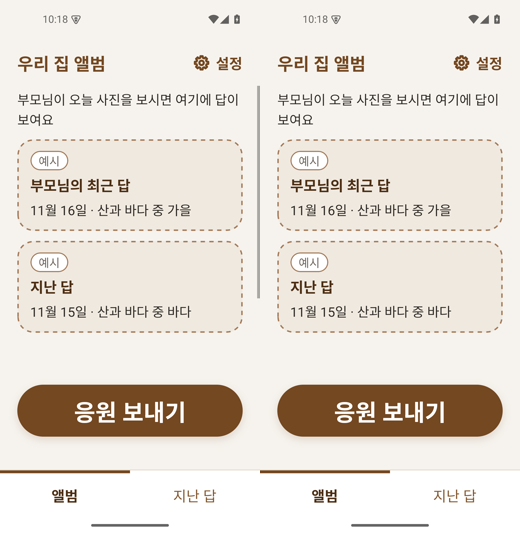 10:18
우리 집 앨범
설정
부모님이 오늘 사진을 보시면 여기에 답이
보여요
예시
부모님의 최근 답
11월 16일 · 산과 바다 중 가을
예시
지난 답
11월 15일 · 산과 바다 중 바다
응원 보내기
앨범
지난 답
10:18
우리 집 앨범
설정
부모님이 오늘 사진을 보시면 여기에 답이
보여요
예시
부모님의 최근 답
11월 16일 · 산과 바다 중 가을
예시
지난 답
11월 15일 · 산과 바다 중 바다
응원 보내기
앨범
지난 답